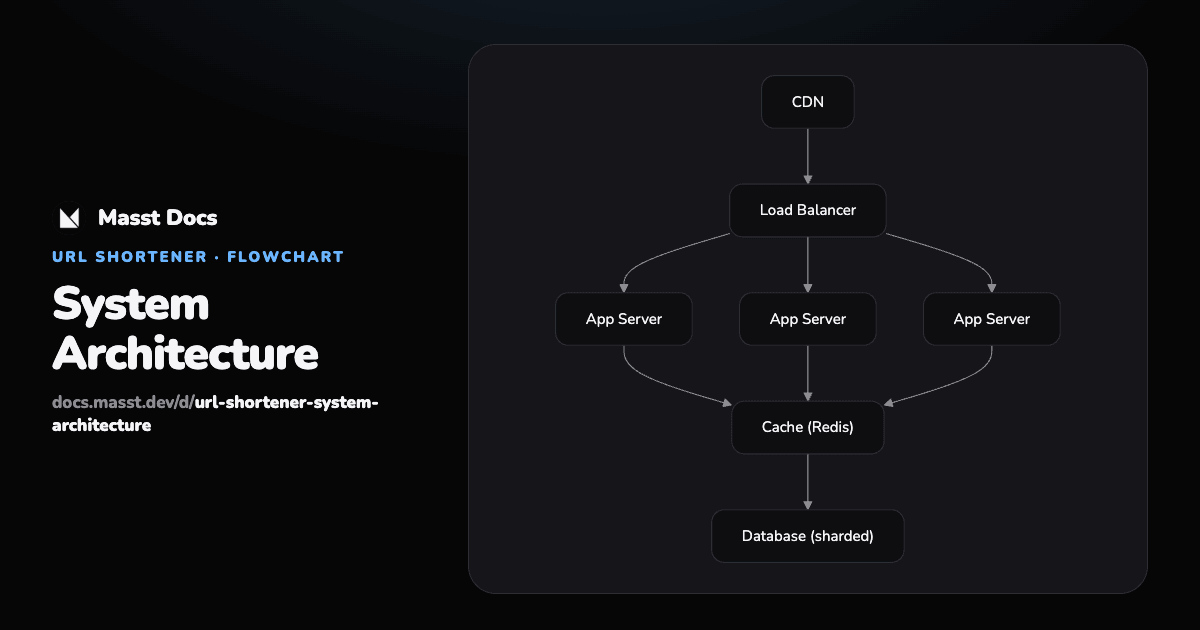 Masst Docs
URL SHORTENER · FLOWCHART
System
Architecture
docs.masst.dev/d/url-shortener-system-
architecture
CDN
Load Balancer
App Server
App Server
App Server
Cache (Redis)
Database (sharded)